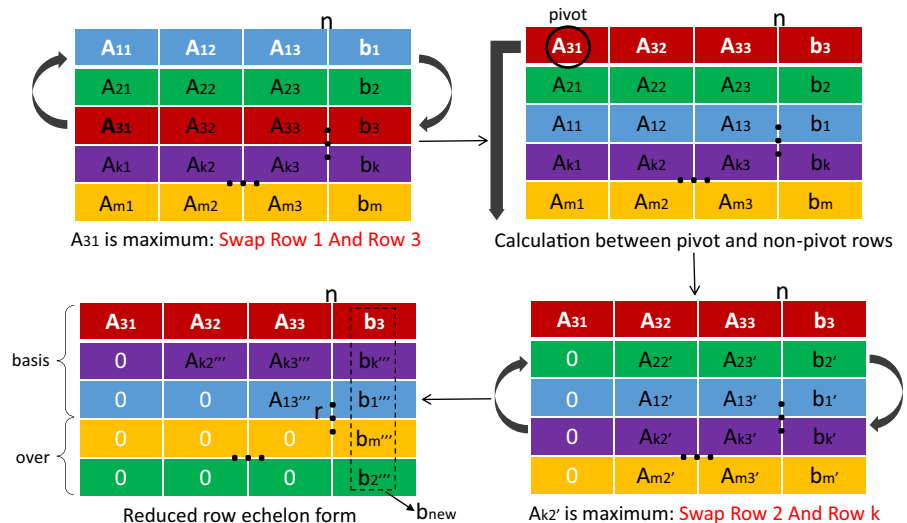 n
A11 A12 A13 b1
A21 A22 A23 b2
A31 A32 A33 b3
Ak1 Ak2 Ak3 bk
Am1 Am2 Am3 bm
A31 is maximum: Swap Row 1 And Row 3
pivot
n
A31 A32 A33 b3
A21 A22 A23 b2
A11 A12 A13 b1
Ak1 Ak2 Ak3 bk
Am1 Am2 Am3 bm
Calculation between pivot and non-pivot rows
n
A31 A32 A33 b3
basis
0 Ak2''' Ak3''' bk'''
0 0 A13''' b1'''
r
over
0 0 0 bm'''
0 0 0 b2'''
bnew
Reduced row echelon form
n
A31 A32 A33 b3
0 A22' A23' b2'
0 A12' A13' b1'
0 Ak2' Ak3' bk'
0 Am2' Am3' bm'
Ak2' is maximum: Swap Row 2 And Row k